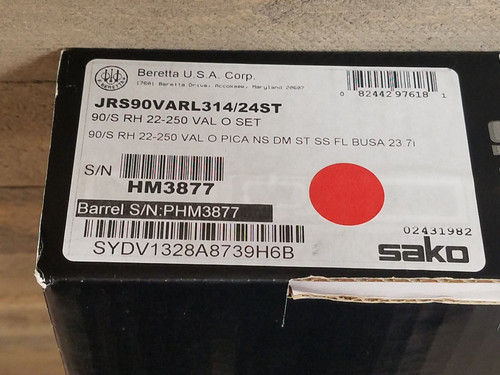 Beretta U.S.A. Corp.
17601 Beretta Drive, Accokeek, Maryland 20607
0 82442 97618 1
JRS90VARL314/24ST
90/S RH 22-250 VAL O SET
90/S RH 22-250 VAL O PICA NS DM ST SS FL BUSA 23.7i
S/N
HM3877
Barrel S/N:PHM3877
SYDV1328A8739H6B
02431982
sako